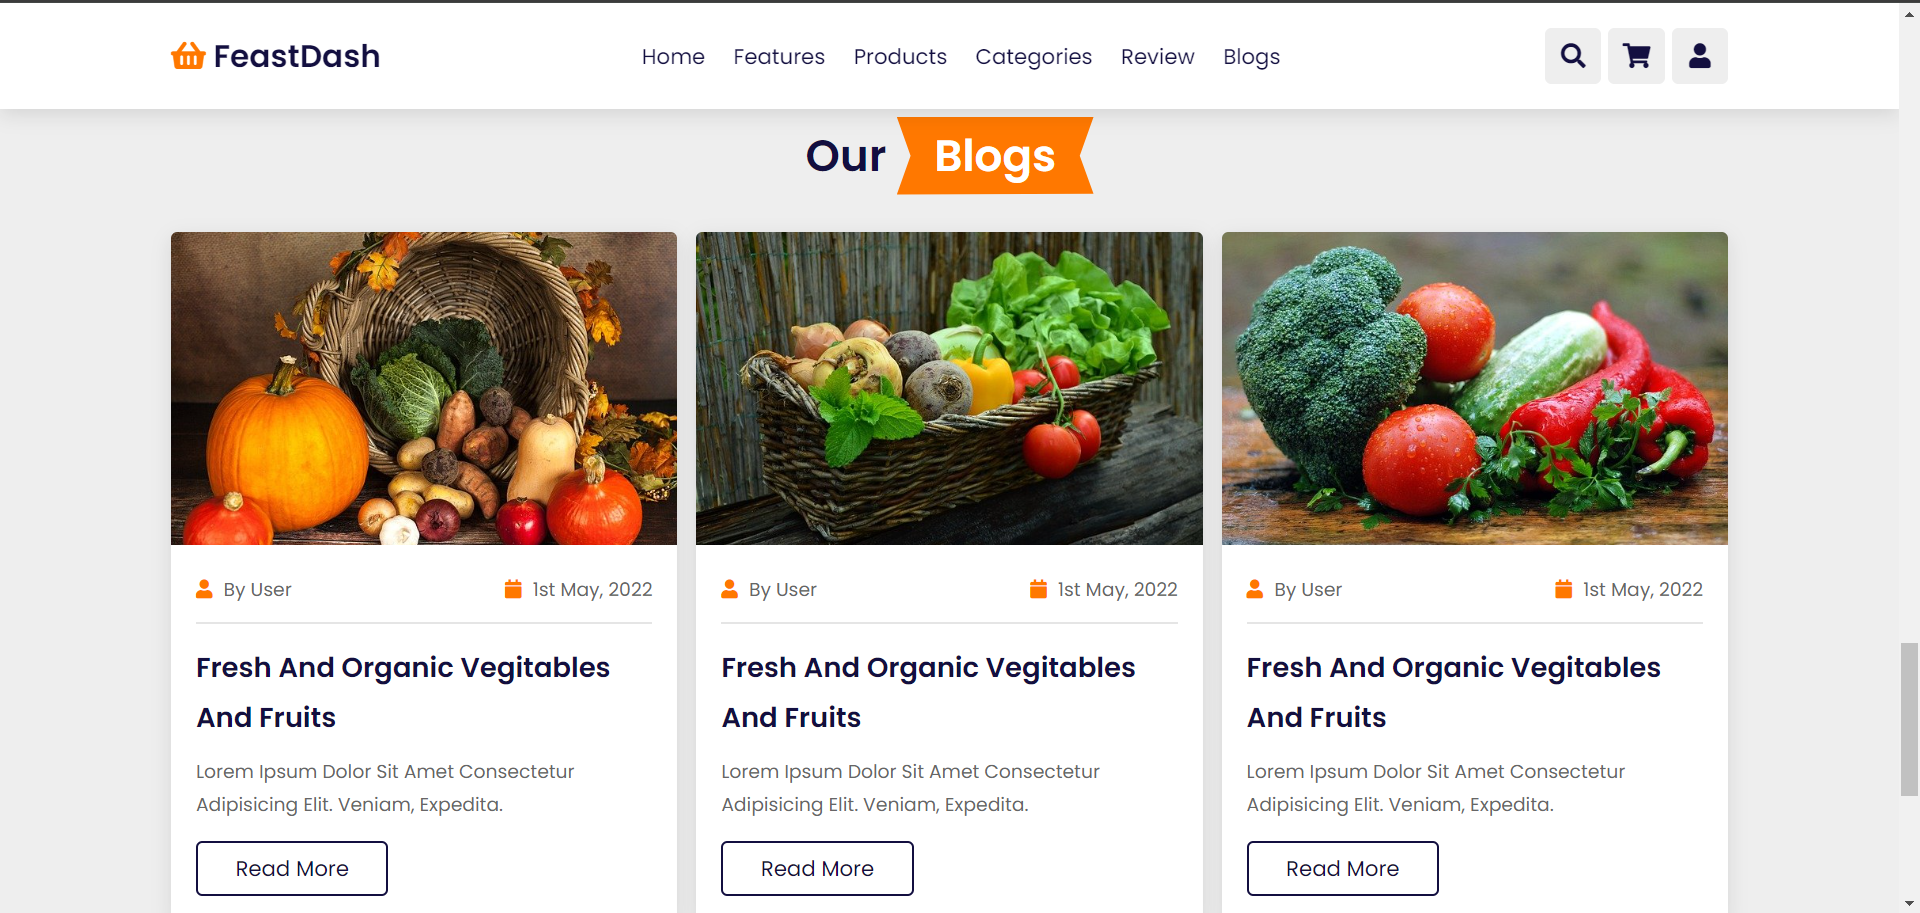 FeastDash
Home Features Products Categories Review Blogs
Our Blogs
By User 1st May, 2022
Fresh And Organic Vegitables
And Fruits
Lorem Ipsum Dolor Sit Amet Consectetur
Adipisicing Elit. Veniam, Expedita.
Read More
By User 1st May, 2022
Fresh And Organic Vegitables
And Fruits
Lorem Ipsum Dolor Sit Amet Consectetur
Adipisicing Elit. Veniam, Expedita.
Read More
By User 1st May, 2022
Fresh And Organic Vegitables
And Fruits
Lorem Ipsum Dolor Sit Amet Consectetur
Adipisicing Elit. Veniam, Expedita.
Read More